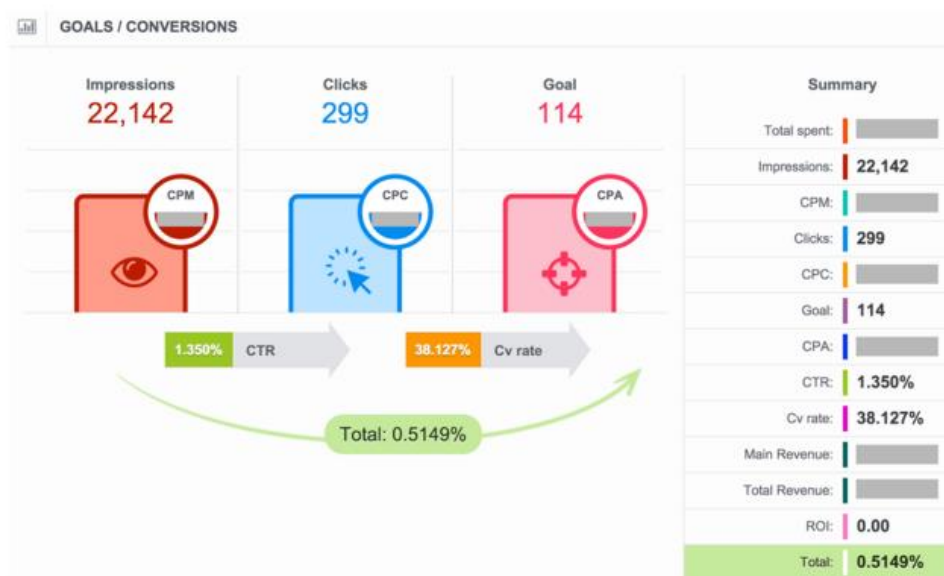 GOALS / CONVERSIONS
Impressions
22,142
Clicks
299
Goal
114
CPM
CPC
CPA
1.350% CTR
38.127% Cv rate
Total: 0.5149%
Summary
Total spent:
Impressions: 22,142
CPM:
Clicks: 299
CPC:
Goal: 114
CPA:
CTR: 1.350%
Cv rate: 38.127%
Main Revenue:
Total Revenue:
ROI: 0.00
Total: 0.5149%